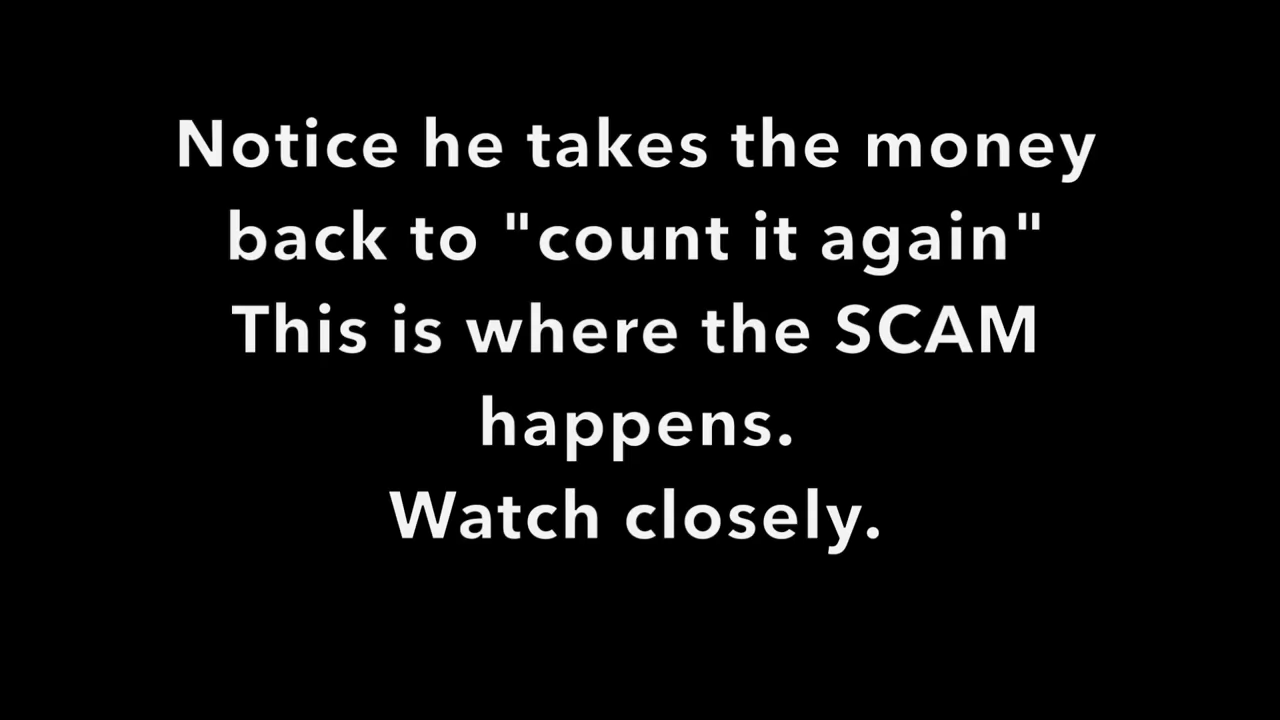 Notice he takes the money
back to "count it again"
This is where the SCAM
happens.
Watch closely.